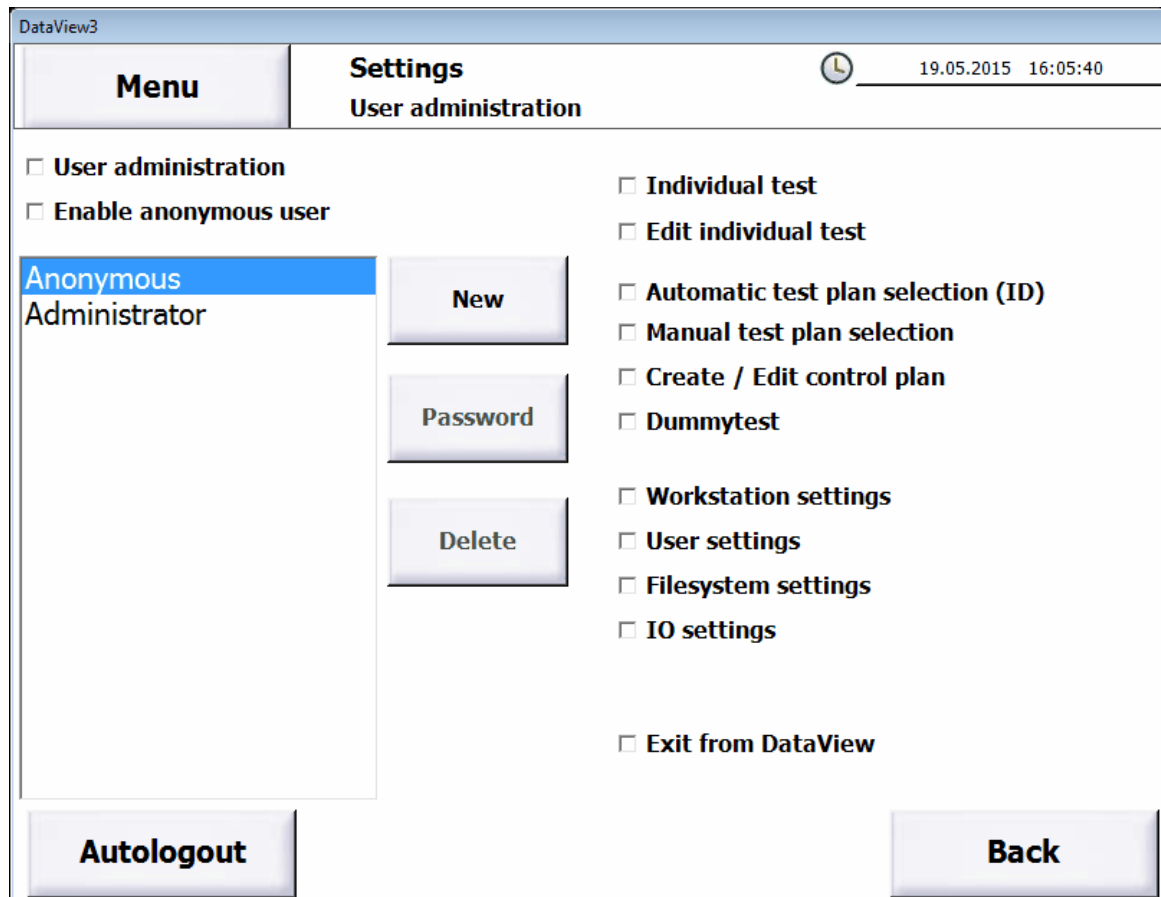 DataView3
Menu
Settings
User administration
19.05.2015 16:05:40
User administration
Enable anonymous user
Anonymous
Administrator
New
Password
Delete
Individual test
Edit individual test
Automatic test plan selection (ID)
Manual test plan selection
Create / Edit control plan
Dummytest
Workstation settings
User settings
Filesystem settings
IO settings
Exit from DataView
Autologout
Back